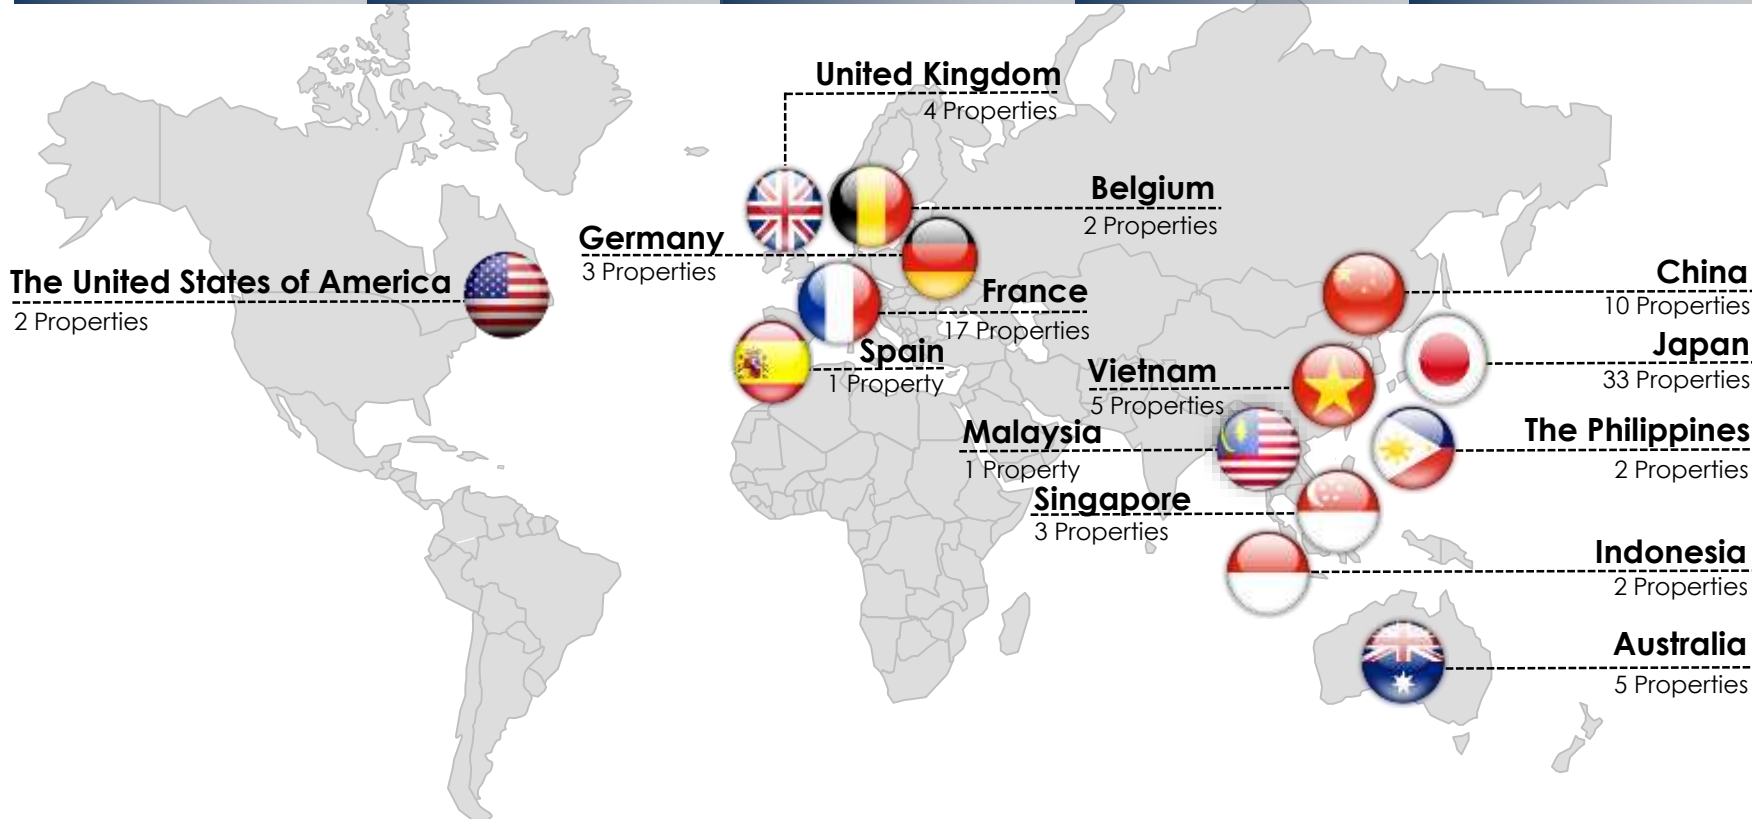 United Kingdom
4 Properties
Belgium
2 Properties
Germany
3 Properties
The United States of America
2 Properties
France
17 Properties
Spain
1 Property
China
10 Properties
Japan
33 Properties
Vietnam
5 Properties
Malaysia
1 Property
The Philippines
2 Properties
Singapore
3 Properties
Indonesia
2 Properties
Australia
5 Properties